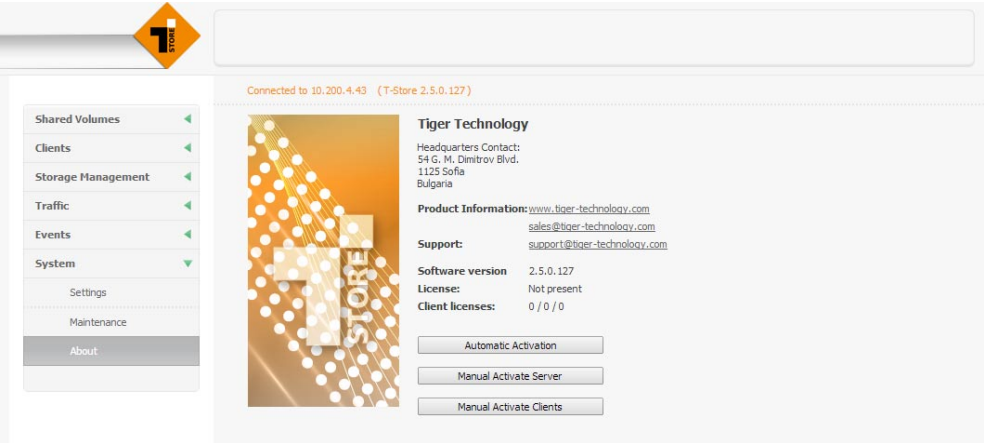 T STORE
Connected to 10.200.4.43 (T-Store 2.5.0.127)
Shared Volumes
Clients
Storage Management
Traffic
Events
System
Settings
Maintenance
About
T STORE
Tiger Technology
Headquarters Contact:
54 G. M. Dimitrov Blvd.
1125 Sofia
Bulgaria
Product Information: www.tiger-technology.com
sales@tiger-technology.com
Support: support@tiger-technology.com
Software version 2.5.0.127
License: Not present
Client licenses: 0 / 0 / 0
Automatic Activation
Manual Activate Server
Manual Activate Clients